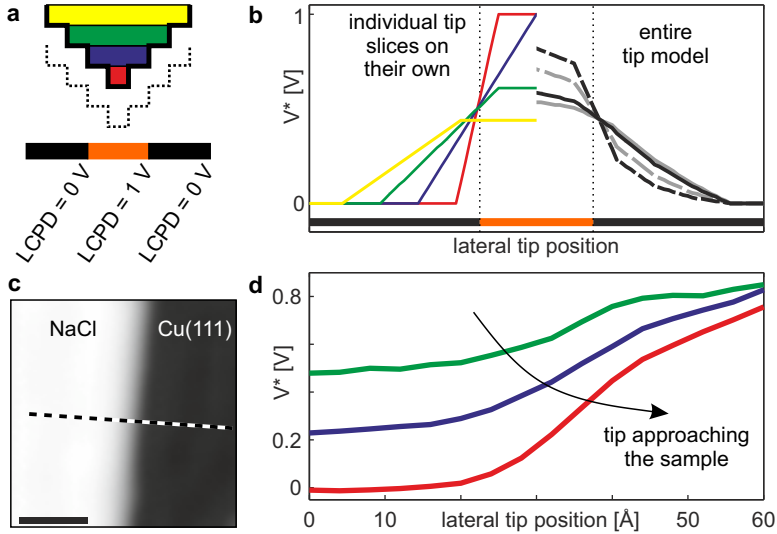 a
LCPD = 0 V
LCPD = 1 V
LCPD = 0 V
b
individual tip
slices on
their own
entire
tip model
1
V* [V]
0
lateral tip position
c
NaCl
Cu(111)
d
0.8
V* [V]
0.2
0
tip approaching
the sample
0
10
lateral tip position [Å]
50
60